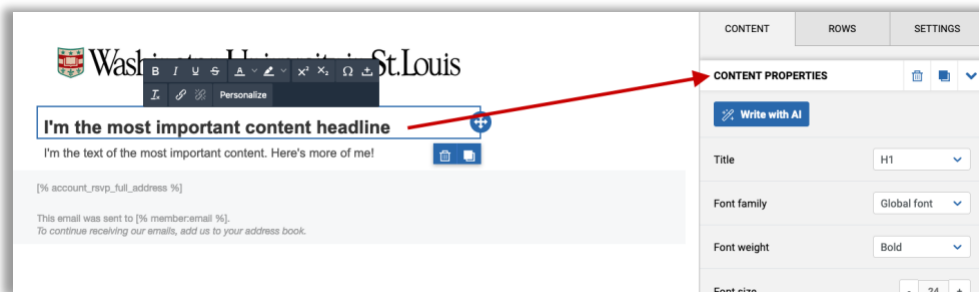 CONTENT ROWS SETTINGS
Wash St.Louis
B I U S A X² X₂ Ω
Personalize
CONTENT PROPERTIES
Write with AI
I'm the most important content headline
I'm the text of the most important content. Here's more of me!
Title H1
[% account_rsvp_full_address %]
Font family Global font
This email was sent to [% member:email %].
To continue receiving our emails, add us to your address book.
Font weight Bold
Font size - 24 +